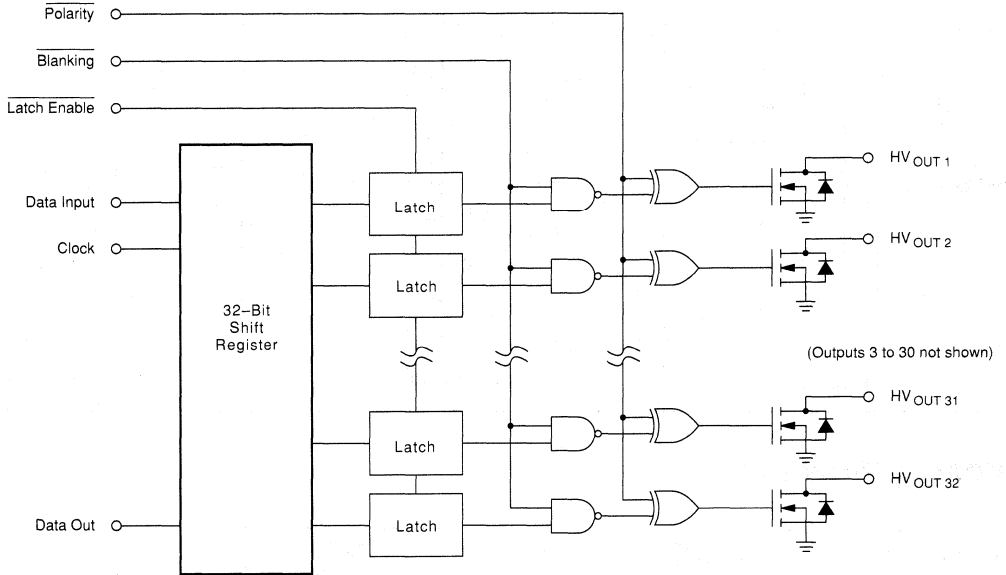 Polarity
Blanking
Latch Enable
Data Input
Clock
Data Out
32–Bit
Shift
Register
Latch
Latch
Latch
Latch
HV OUT 1
HV OUT 2
(Outputs 3 to 30 not shown)
HV OUT 31
HV OUT 32